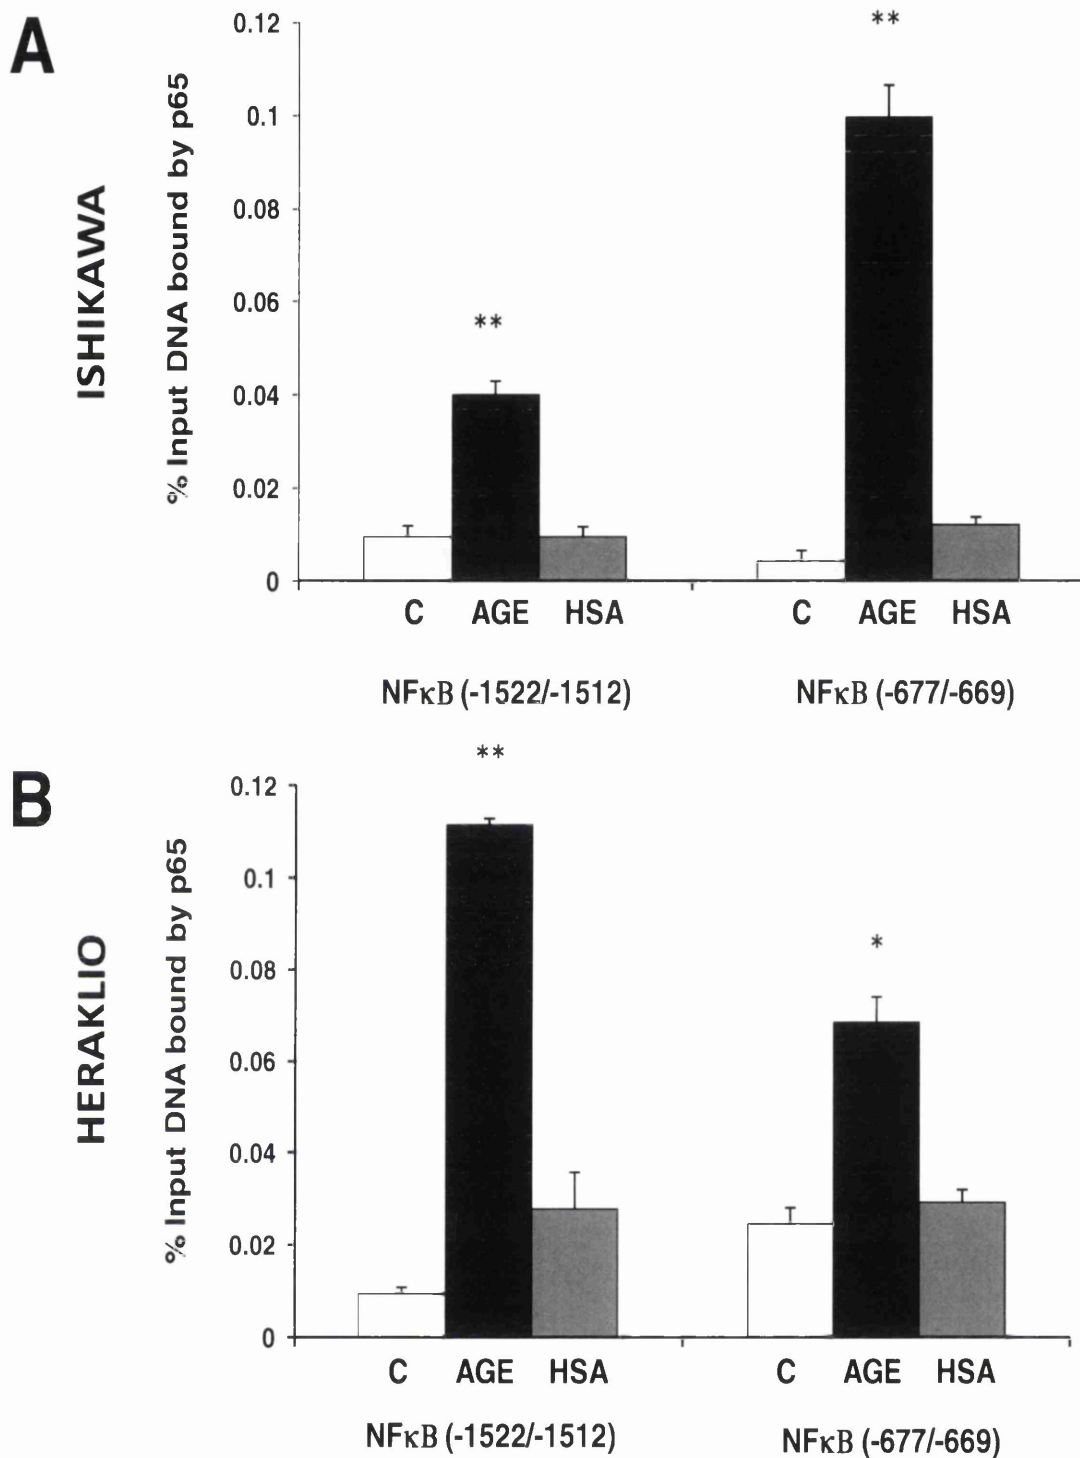 A
ISHIKAWA
% Input DNA bound by p65
0.12
0.1
0.08
0.06
0.04
0.02
0
**
**
C AGE HSA C AGE HSA
NFκB (-1522/-1512) NFκB (-677/-669)
B
HERAKLIO
% Input DNA bound by p65
0.12
0.1
0.08
0.06
0.04
0.02
0
**
*
C AGE HSA C AGE HSA
NFκB (-1522/-1512) NFκB (-677/-669)